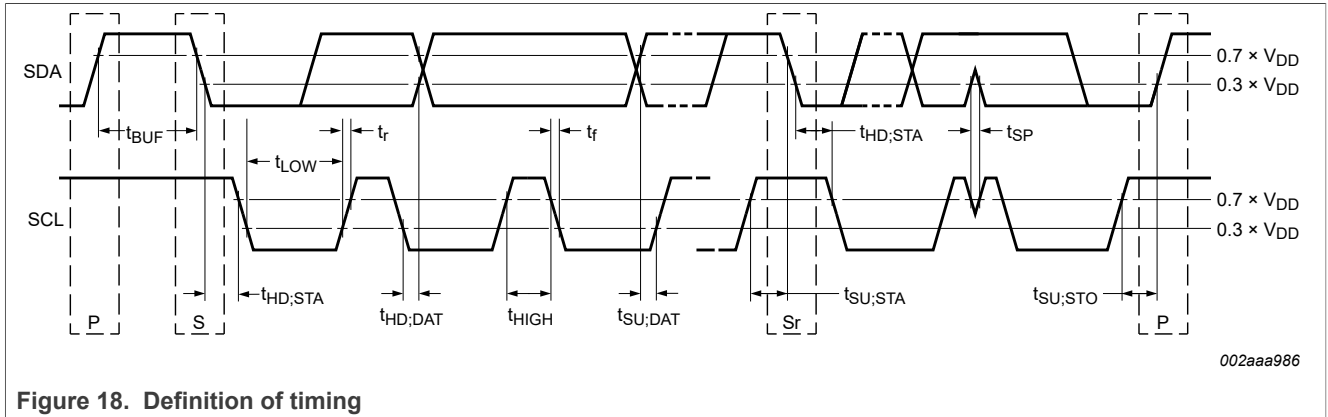 0.7 × VDD
SDA
0.3 × VDD
tBUF
tr
tf
tHD;STA
tSP
tLOW
0.7 × VDD
SCL
0.3 × VDD
tHD;STA
tHD;DAT
tHIGH
tSU;DAT
tSU;STA
tSU;STO
P
S
Sr
P
002aaa986
Figure 18. Definition of timing